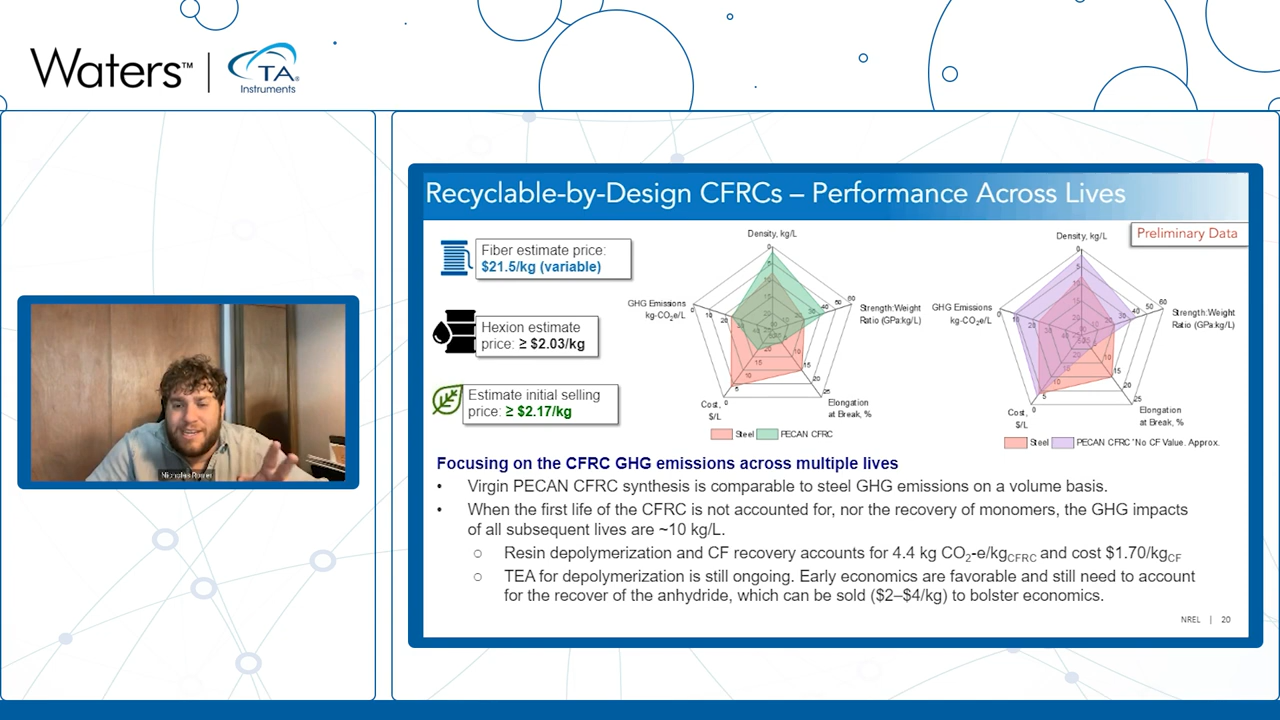 Waters™ | TA®
Instruments
Nicholas Rorrer
Recyclable-by-Design CFRCs – Performance Across Lives
Preliminary Data
Fiber estimate price:
$21.5/kg (variable)
Hexion estimate
price: ≥ $2.03/kg
Estimate initial selling
price: ≥ $2.17/kg
Density, kg/L
GHG Emissions
kg-CO2e/L
Strength:Weight
Ratio (GPa:kg/L)
Cost,
$/L
Elongation
at Break, %
Steel PECAN CFRC
Density, kg/L
GHG Emissions
kg-CO2e/L
Strength:Weight
Ratio (GPa:kg/L)
Cost,
$/L
Elongation
at Break, %
Steel PECAN CFRC *No CF Value. Approx.
Focusing on the CFRC GHG emissions across multiple lives
• Virgin PECAN CFRC synthesis is comparable to steel GHG emissions on a volume basis.
• When the first life of the CFRC is not accounted for, nor the recovery of monomers, the GHG impacts
of all subsequent lives are ~10 kg/L.
○ Resin depolymerization and CF recovery accounts for 4.4 kg CO2-e/kgCFRC and cost $1.70/kgCF
○ TEA for depolymerization is still ongoing. Early economics are favorable and still need to account
for the recover of the anhydride, which can be sold ($2–$4/kg) to bolster economics.
NREL | 20